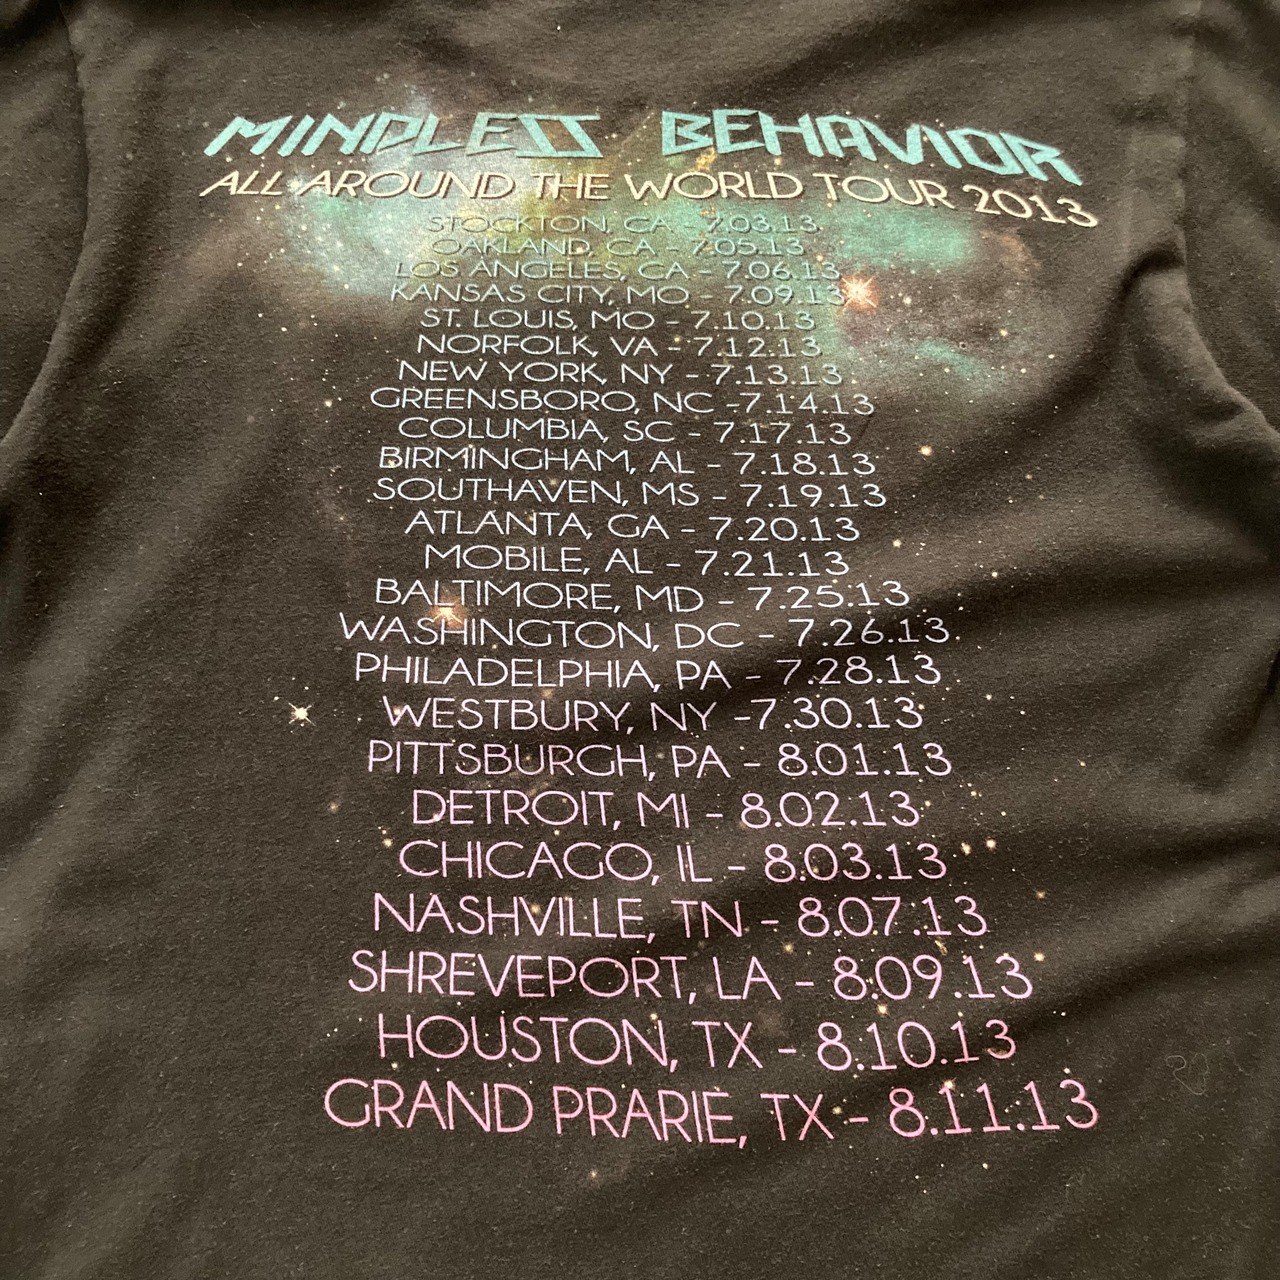 MINDLESS BEHAVIOR
ALL AROUND THE WORLD TOUR 2013
STOCKTON, CA - 7.03.13
OAKLAND, CA - 7.05.13
LOS ANGELES, CA - 7.06.13
KANSAS CITY, MO - 7.09.13
ST. LOUIS, MO - 7.10.13
NORFOLK, VA - 7.12.13
NEW YORK, NY - 7.13.13
GREENSBORO, NC -7.14.13
COLUMBIA, SC - 7.17.13
BIRMINGHAM, AL - 7.18.13
SOUTHAVEN, MS - 7.19.13
ATLANTA, GA - 7.20.13
MOBILE, AL - 7.21.13
BALTIMORE, MD - 7.25.13
WASHINGTON, DC - 7.26.13
PHILADELPHIA, PA - 7.28.13
WESTBURY, NY -7.30.13
PITTSBURGH, PA - 8.01.13
DETROIT, MI - 8.02.13
CHICAGO, IL - 8.03.13
NASHVILLE, TN - 8.07.13
SHREVEPORT, LA - 8.09.13
HOUSTON, TX - 8.10.13
GRAND PRARIE, TX - 8.11.13